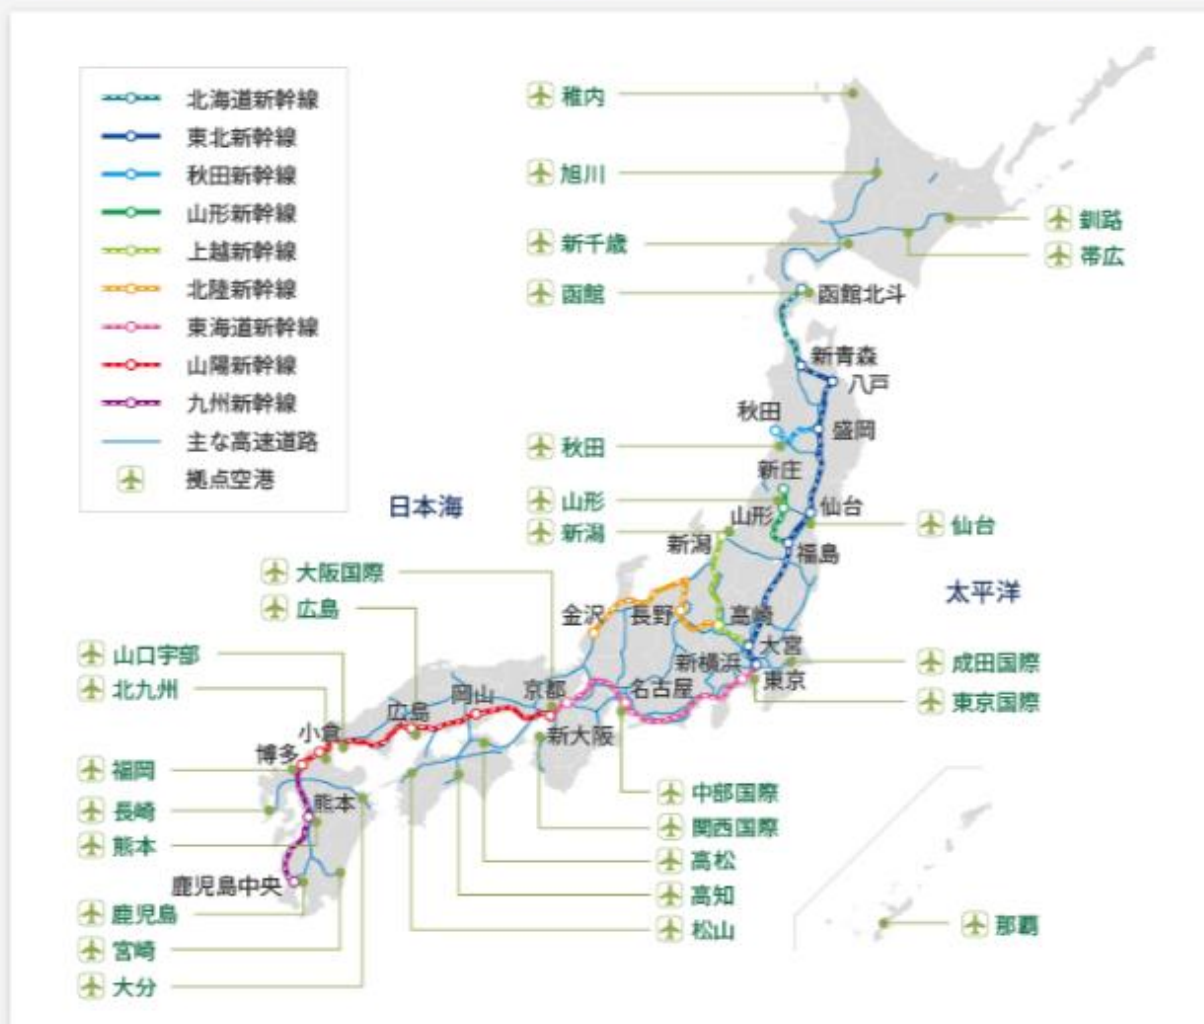 北海道新幹線
東北新幹線
秋田新幹線
山形新幹線
上越新幹線
北陸新幹線
東海道新幹線
山陽新幹線
九州新幹線
主な高速道路
拠点空港
稚内
旭川
新千歳
函館
釧路
帯広
函館北斗
新青森
八戸
秋田
盛岡
秋田
新庄
山形
山形
仙台
仙台
新潟
新潟
福島
日本海
太平洋
大阪国際
広島
金沢
長野
高崎
大宮
新横浜
東京
成田国際
東京国際
山口宇部
北九州
名古屋
京都
岡山
広島
新大阪
小倉
博多
福岡
長崎
熊本
熊本
鹿児島中央
鹿児島
宮崎
大分
中部国際
関西国際
高松
高知
松山
那覇